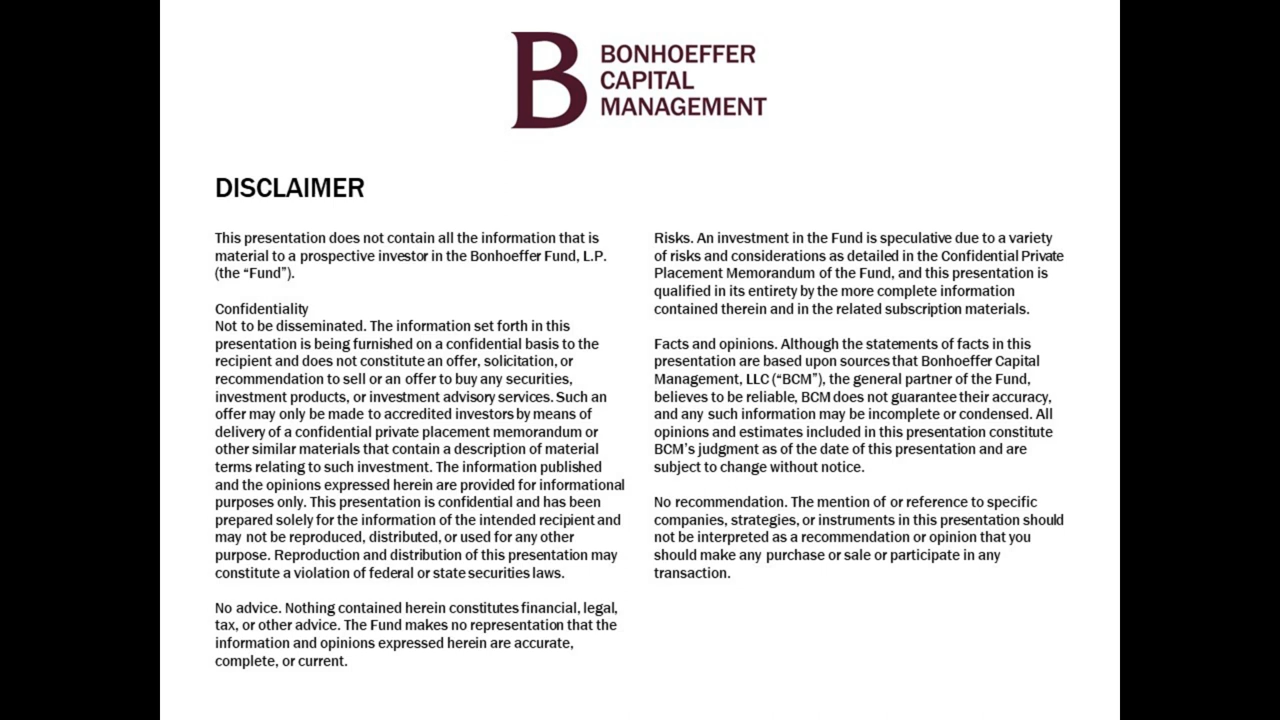 BONHOEFFER
CAPITAL
MANAGEMENT
DISCLAIMER
This presentation does not contain all the information that is
material to a prospective investor in the Bonhoeffer Fund, L.P.
(the “Fund”).
Confidentiality
Not to be disseminated. The information set forth in this
presentation is being furnished on a confidential basis to the
recipient and does not constitute an offer, solicitation, or
recommendation to sell or an offer to buy any securities,
investment products, or investment advisory services. Such an
offer may only be made to accredited investors by means of
delivery of a confidential private placement memorandum or
other similar materials that contain a description of material
terms relating to such investment. The information published
and the opinions expressed herein are provided for informational
purposes only. This presentation is confidential and has been
prepared solely for the information of the intended recipient and
may not be reproduced, distributed, or used for any other
purpose. Reproduction and distribution of this presentation may
constitute a violation of federal or state securities laws.
No advice. Nothing contained herein constitutes financial, legal,
tax, or other advice. The Fund makes no representation that the
information and opinions expressed herein are accurate,
complete, or current.
Risks. An investment in the Fund is speculative due to a variety
of risks and considerations as detailed in the Confidential Private
Placement Memorandum of the Fund, and this presentation is
qualified in its entirety by the more complete information
contained therein and in the related subscription materials.
Facts and opinions. Although the statements of facts in this
presentation are based upon sources that Bonhoeffer Capital
Management, LLC (“BCM”), the general partner of the Fund,
believes to be reliable, BCM does not guarantee their accuracy,
and any such information may be incomplete or condensed. All
opinions and estimates included in this presentation constitute
BCM’s judgment as of the date of this presentation and are
subject to change without notice.
No recommendation. The mention of or reference to specific
companies, strategies, or instruments in this presentation should
not be interpreted as a recommendation or opinion that you
should make any purchase or sale or participate in any
transaction.